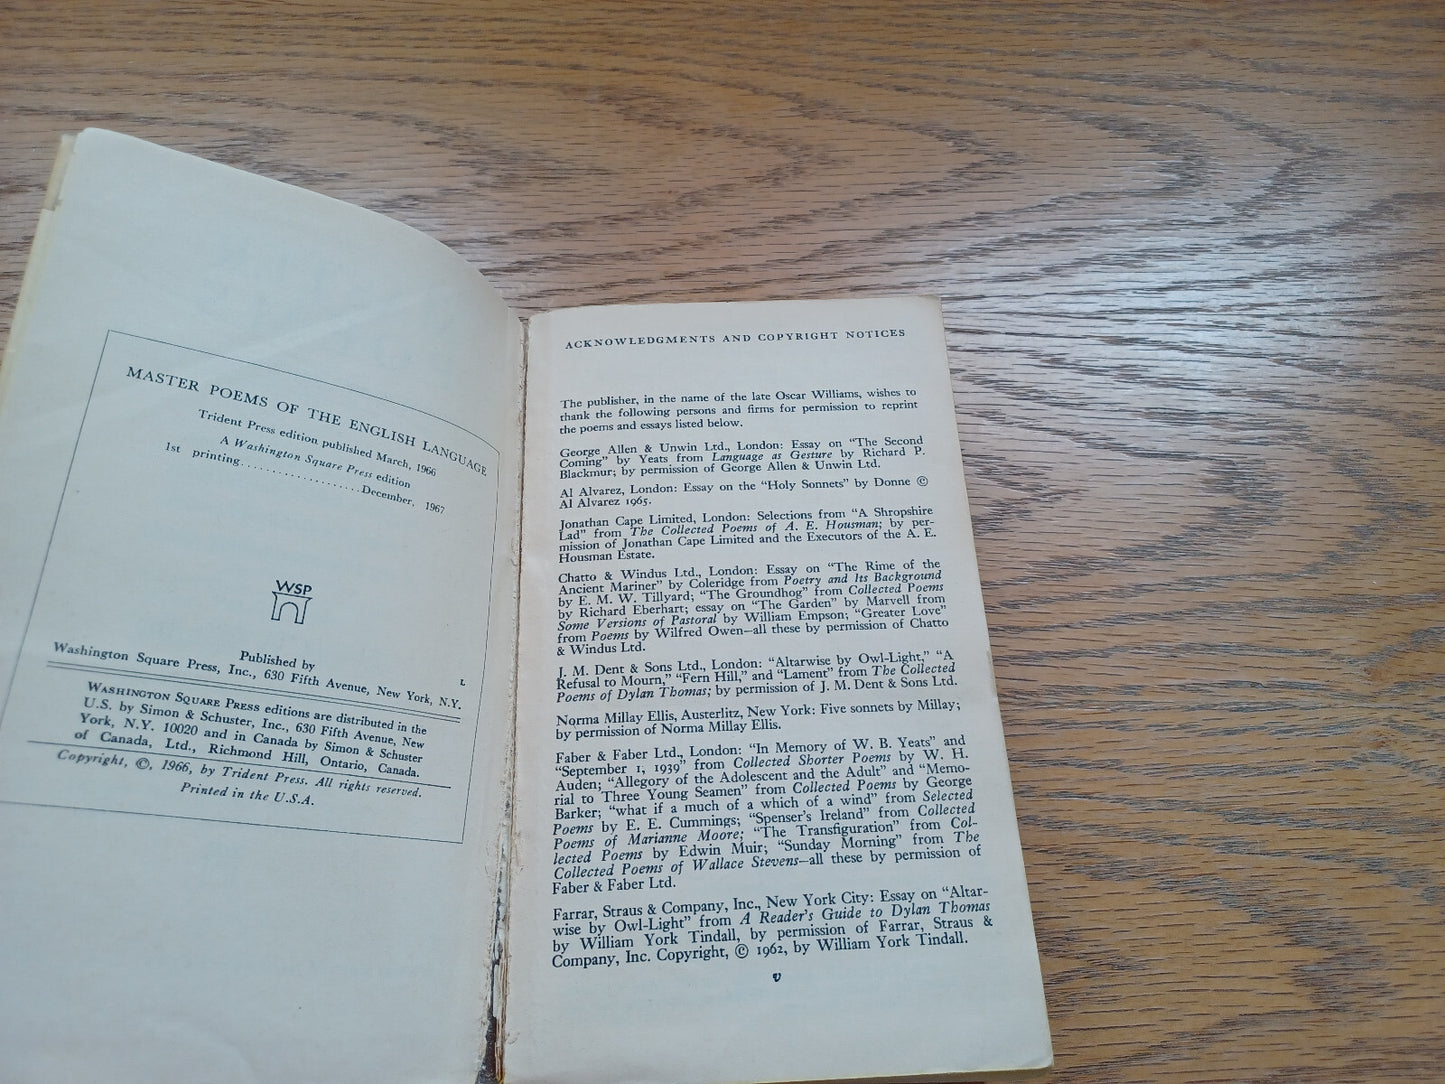 MASTER POEMS OF THE ENGLISH LANGUAGE
Trident Press edition published March, 1966
A Washington Square Press edition
1st printing..................December, 1967
WSP
L
Published by
Washington Square Press, Inc., 630 Fifth Avenue, New York, N.Y.
WASHINGTON SQUARE PRESS editions are distributed in the
U.S. by Simon & Schuster, Inc., 630 Fifth Avenue, New
York, N.Y. 10020 and in Canada by Simon & Schuster
of Canada, Ltd., Richmond Hill, Ontario, Canada.
Copyright, ©, 1966, by Trident Press. All rights reserved.
Printed in the U.S.A.
ACKNOWLEDGMENTS AND COPYRIGHT NOTICES
The publisher, in the name of the late Oscar Williams, wishes to
thank the following persons and firms for permission to reprint
the poems and essays listed below.
George Allen & Unwin Ltd., London: Essay on “The Second
Coming” by Yeats from Language as Gesture by Richard P.
Blackmur; by permission of George Allen & Unwin Ltd.
Al Alvarez, London: Essay on the “Holy Sonnets” by Donne ©
Al Alvarez 1965.
Jonathan Cape Limited, London: Selections from “A Shropshire
Lad” from The Collected Poems of A. E. Housman; by per-
mission of Jonathan Cape Limited and the Executors of the A. E.
Housman Estate.
Chatto & Windus Ltd., London: Essay on “The Rime of the
Ancient Mariner” by Coleridge from Poetry and Its Background
by E. M. W. Tillyard; “The Groundhog” from Collected Poems
by Richard Eberhart; essay on “The Garden” by Marvell from
Some Versions of Pastoral by William Empson; “Greater Love”
from Poems by Wilfred Owen—all these by permission of Chatto
& Windus Ltd.
J. M. Dent & Sons Ltd., London: “Altarwise by Owl-Light,” “A
Refusal to Mourn,” “Fern Hill,” and “Lament” from The Collected
Poems of Dylan Thomas; by permission of J. M. Dent & Sons Ltd.
Norma Millay Ellis, Austerlitz, New York: Five sonnets by Millay;
by permission of Norma Millay Ellis.
Faber & Faber Ltd., London: “In Memory of W. B. Yeats” and
“September 1, 1939” from Collected Shorter Poems by W. H.
Auden; “Allegory of the Adolescent and the Adult” and “Memo-
rial to Three Young Seamen” from Collected Poems by George
Barker; “what if a much of a which of a wind” from Selected
Poems by E. E. Cummings; “Spenser's Ireland” from Collected
Poems of Marianne Moore; “The Transfiguration” from Col-
lected Poems by Edwin Muir; “Sunday Morning” from The
Collected Poems of Wallace Stevens—all these by permission of
Faber & Faber Ltd.
Farrar, Straus & Company, Inc., New York City: Essay on “Altar-
wise by Owl-Light” from A Reader's Guide to Dylan Thomas
by William York Tindall, by permission of Farrar, Straus &
Company, Inc. Copyright, © 1962, by William York Tindall.
v